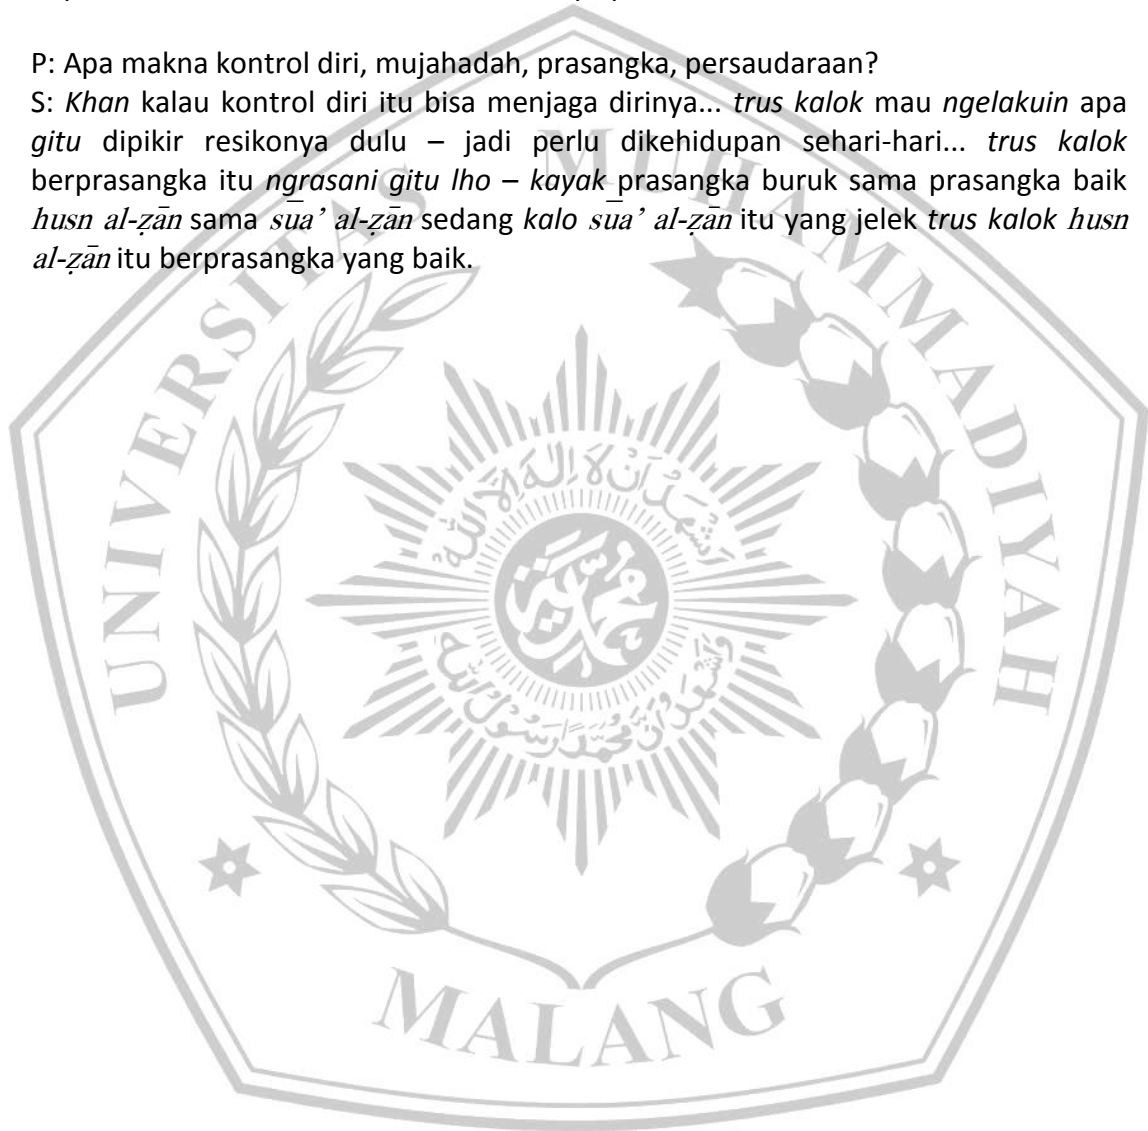 P: Apa makna kontrol diri, mujahadah, prasangka, persaudaraan?
S: Khan kalau kontrol diri itu bisa menjaga dirinya... trus kalok mau ngelakuin apa
gitu dipikir resikonya dulu – jadi perlu dikehidupan sehari-hari... trus kalok
berprasangka itu ngrasani gitu lho – kayak prasangka buruk sama prasangka baik
husn al-ẓān sama sūa’ al-ẓān sedang kalo sūa’ al-ẓān itu yang jelek trus kalok husn
al-ẓān itu berprasangka yang baik.
UNIVERSITAS MUHAMMADIYAH
MALANG